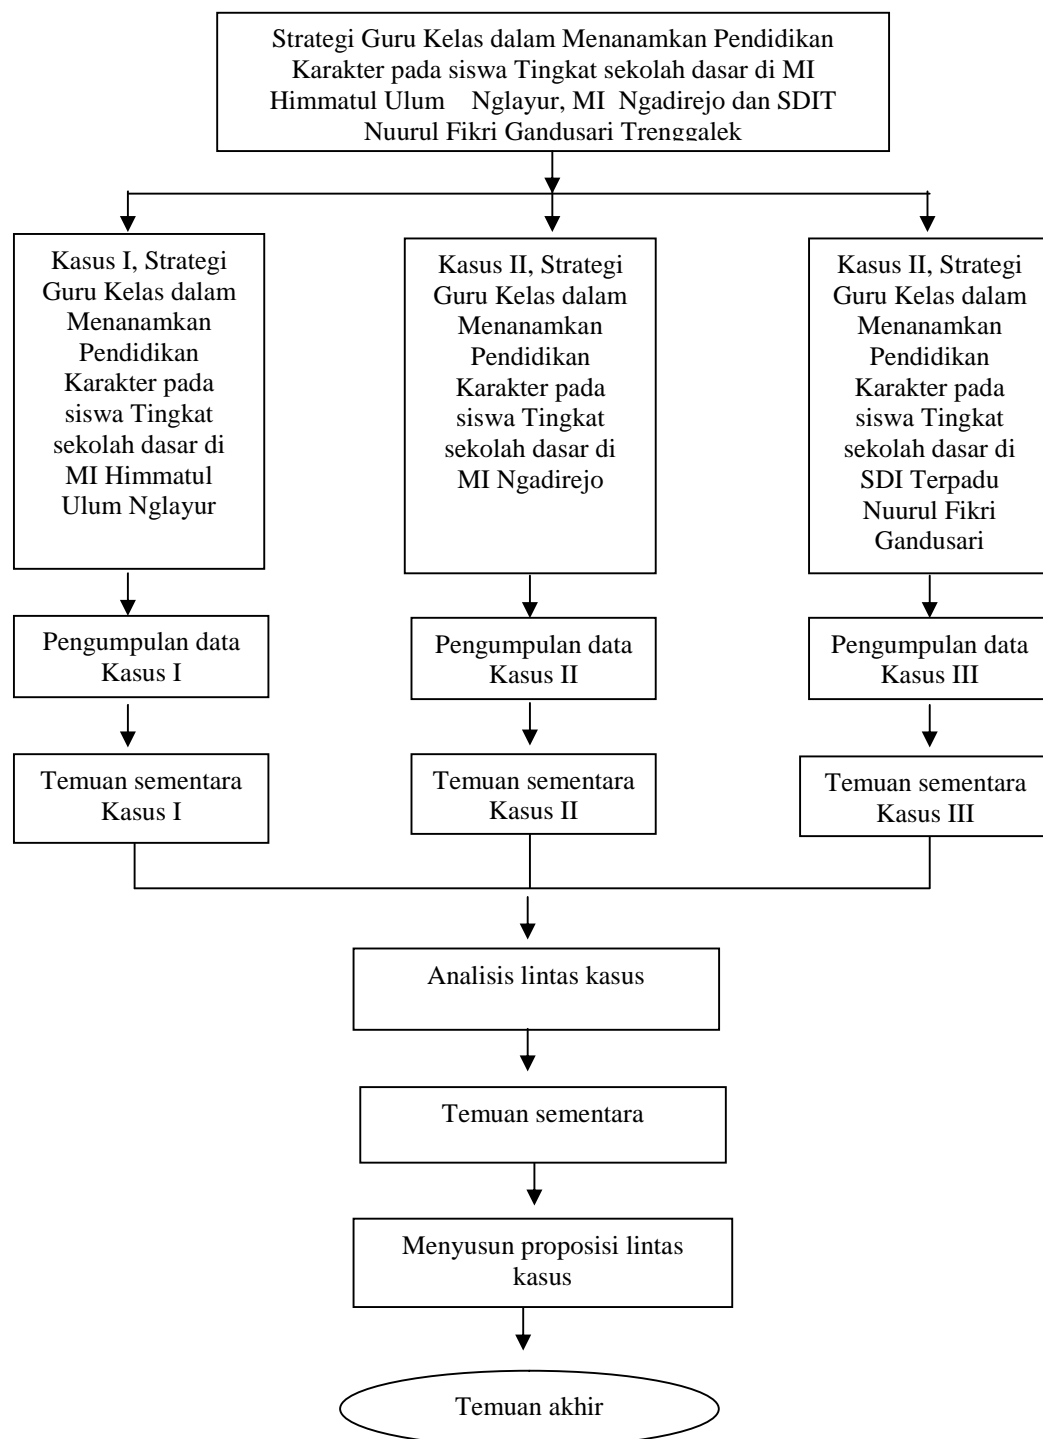 Strategi Guru Kelas dalam Menanamkan Pendidikan
Karakter pada siswa Tingkat sekolah dasar di MI
Himmatul Ulum Nglayur, MI Ngadirejo dan SDIT
Nuurul Fikri Gandusari Trenggalek
Kasus I, Strategi
Guru Kelas dalam
Menanamkan
Pendidikan
Karakter pada
siswa Tingkat
sekolah dasar di
MI Himmatul
Ulum Nglayur
Kasus II, Strategi
Guru Kelas dalam
Menanamkan
Pendidikan
Karakter pada
siswa Tingkat
sekolah dasar di
MI Ngadirejo
Kasus II, Strategi
Guru Kelas dalam
Menanamkan
Pendidikan
Karakter pada
siswa Tingkat
sekolah dasar di
SDI Terpadu
Nuurul Fikri
Gandusari
Pengumpulan data
Kasus I
Pengumpulan data
Kasus II
Pengumpulan data
Kasus III
Temuan sementara
Kasus I
Temuan sementara
Kasus II
Temuan sementara
Kasus III
Analisis lintas kasus
Temuan sementara
Menyusun proposisi lintas
kasus
Temuan akhir